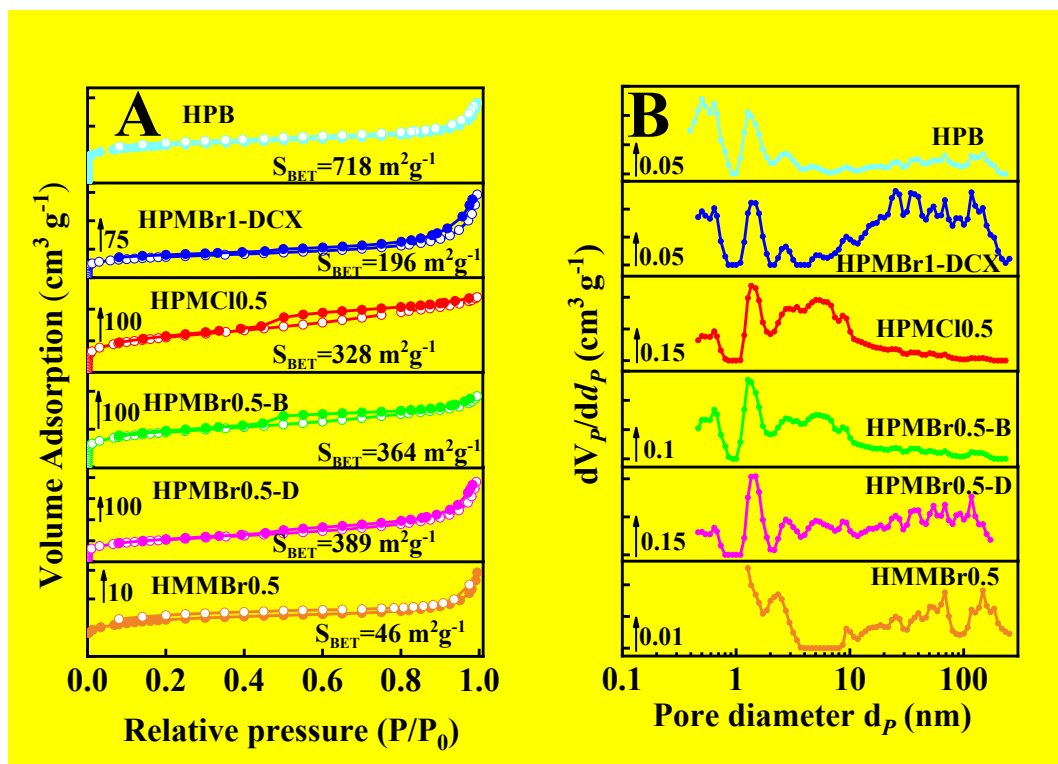 A
HPB
S_BET=718 m²g⁻¹
HPMBr1-DCX
75
S_BET=196 m²g⁻¹
HPMCl0.5
100
S_BET=328 m²g⁻¹
HPMBr0.5-B
100
S_BET=364 m²g⁻¹
HPMBr0.5-D
100
S_BET=389 m²g⁻¹
HMMBr0.5
10
S_BET=46 m²g⁻¹
0.0 0.2 0.4 0.6 0.8 1.0
Relative pressure (P/P₀)
Volume Adsorption (cm³ g⁻¹)
B
HPB
0.05
0.05
HPMBr1-DCX
HPMCl0.5
0.15
HPMBr0.5-B
0.1
HPMBr0.5-D
0.15
HMMBr0.5
0.01
0.1 1 10 100
Pore diameter d_P (nm)
dV_P/dd_P (cm³ g⁻¹)